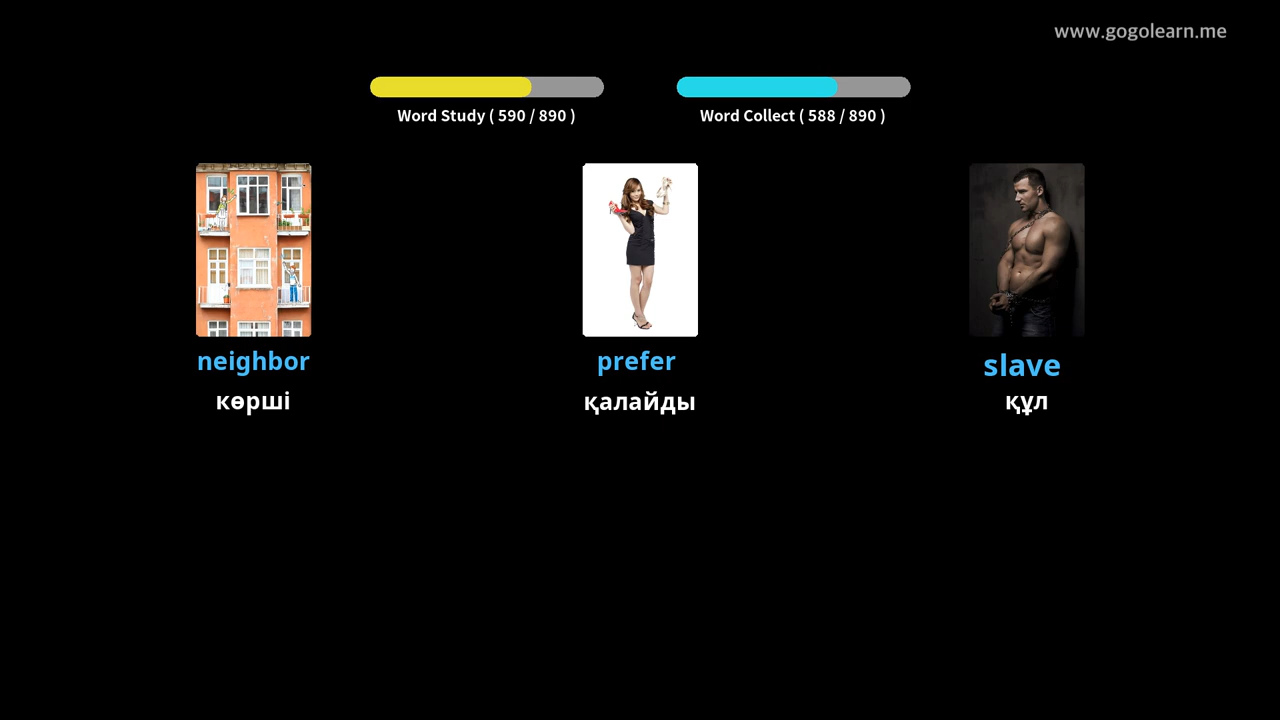 www.gogolearn.me
Word Study ( 590 / 890 )
Word Collect ( 588 / 890 )
neighbor
prefer
slave
көрші
қалайды
құл